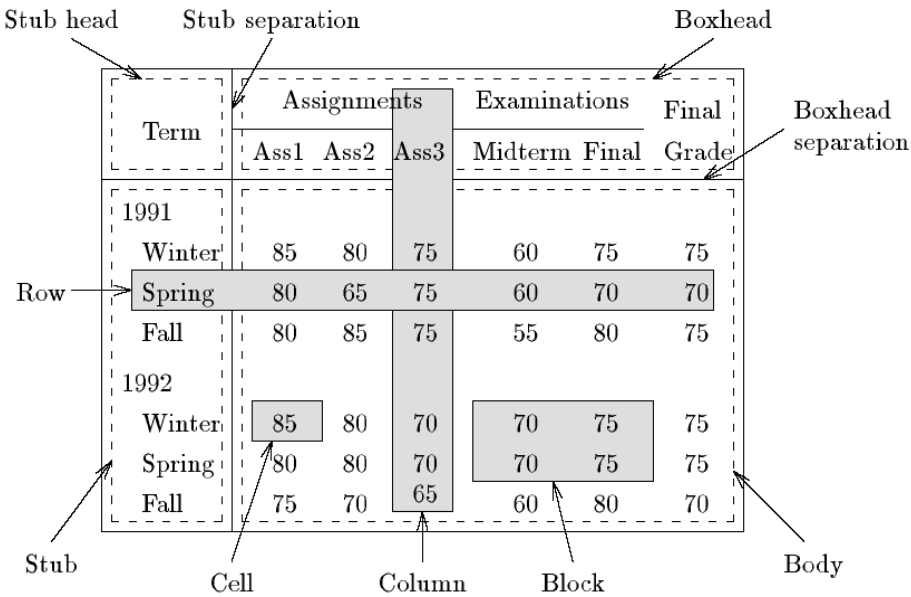 Stub head Stub separation Boxhead
Assignments Examinations Final
Term Boxhead
separation
Ass1 Ass2 Ass3 Midterm Final Grade
1991
Winter 85 80 75 60 75 75
Row Spring 80 65 75 60 70 70
Fall 80 85 75 55 80 75
1992
Winter 85 80 70 70 75 75
Spring 80 80 70 70 75 75
Fall 75 70 65 60 80 70
Stub Cell Column Block Body